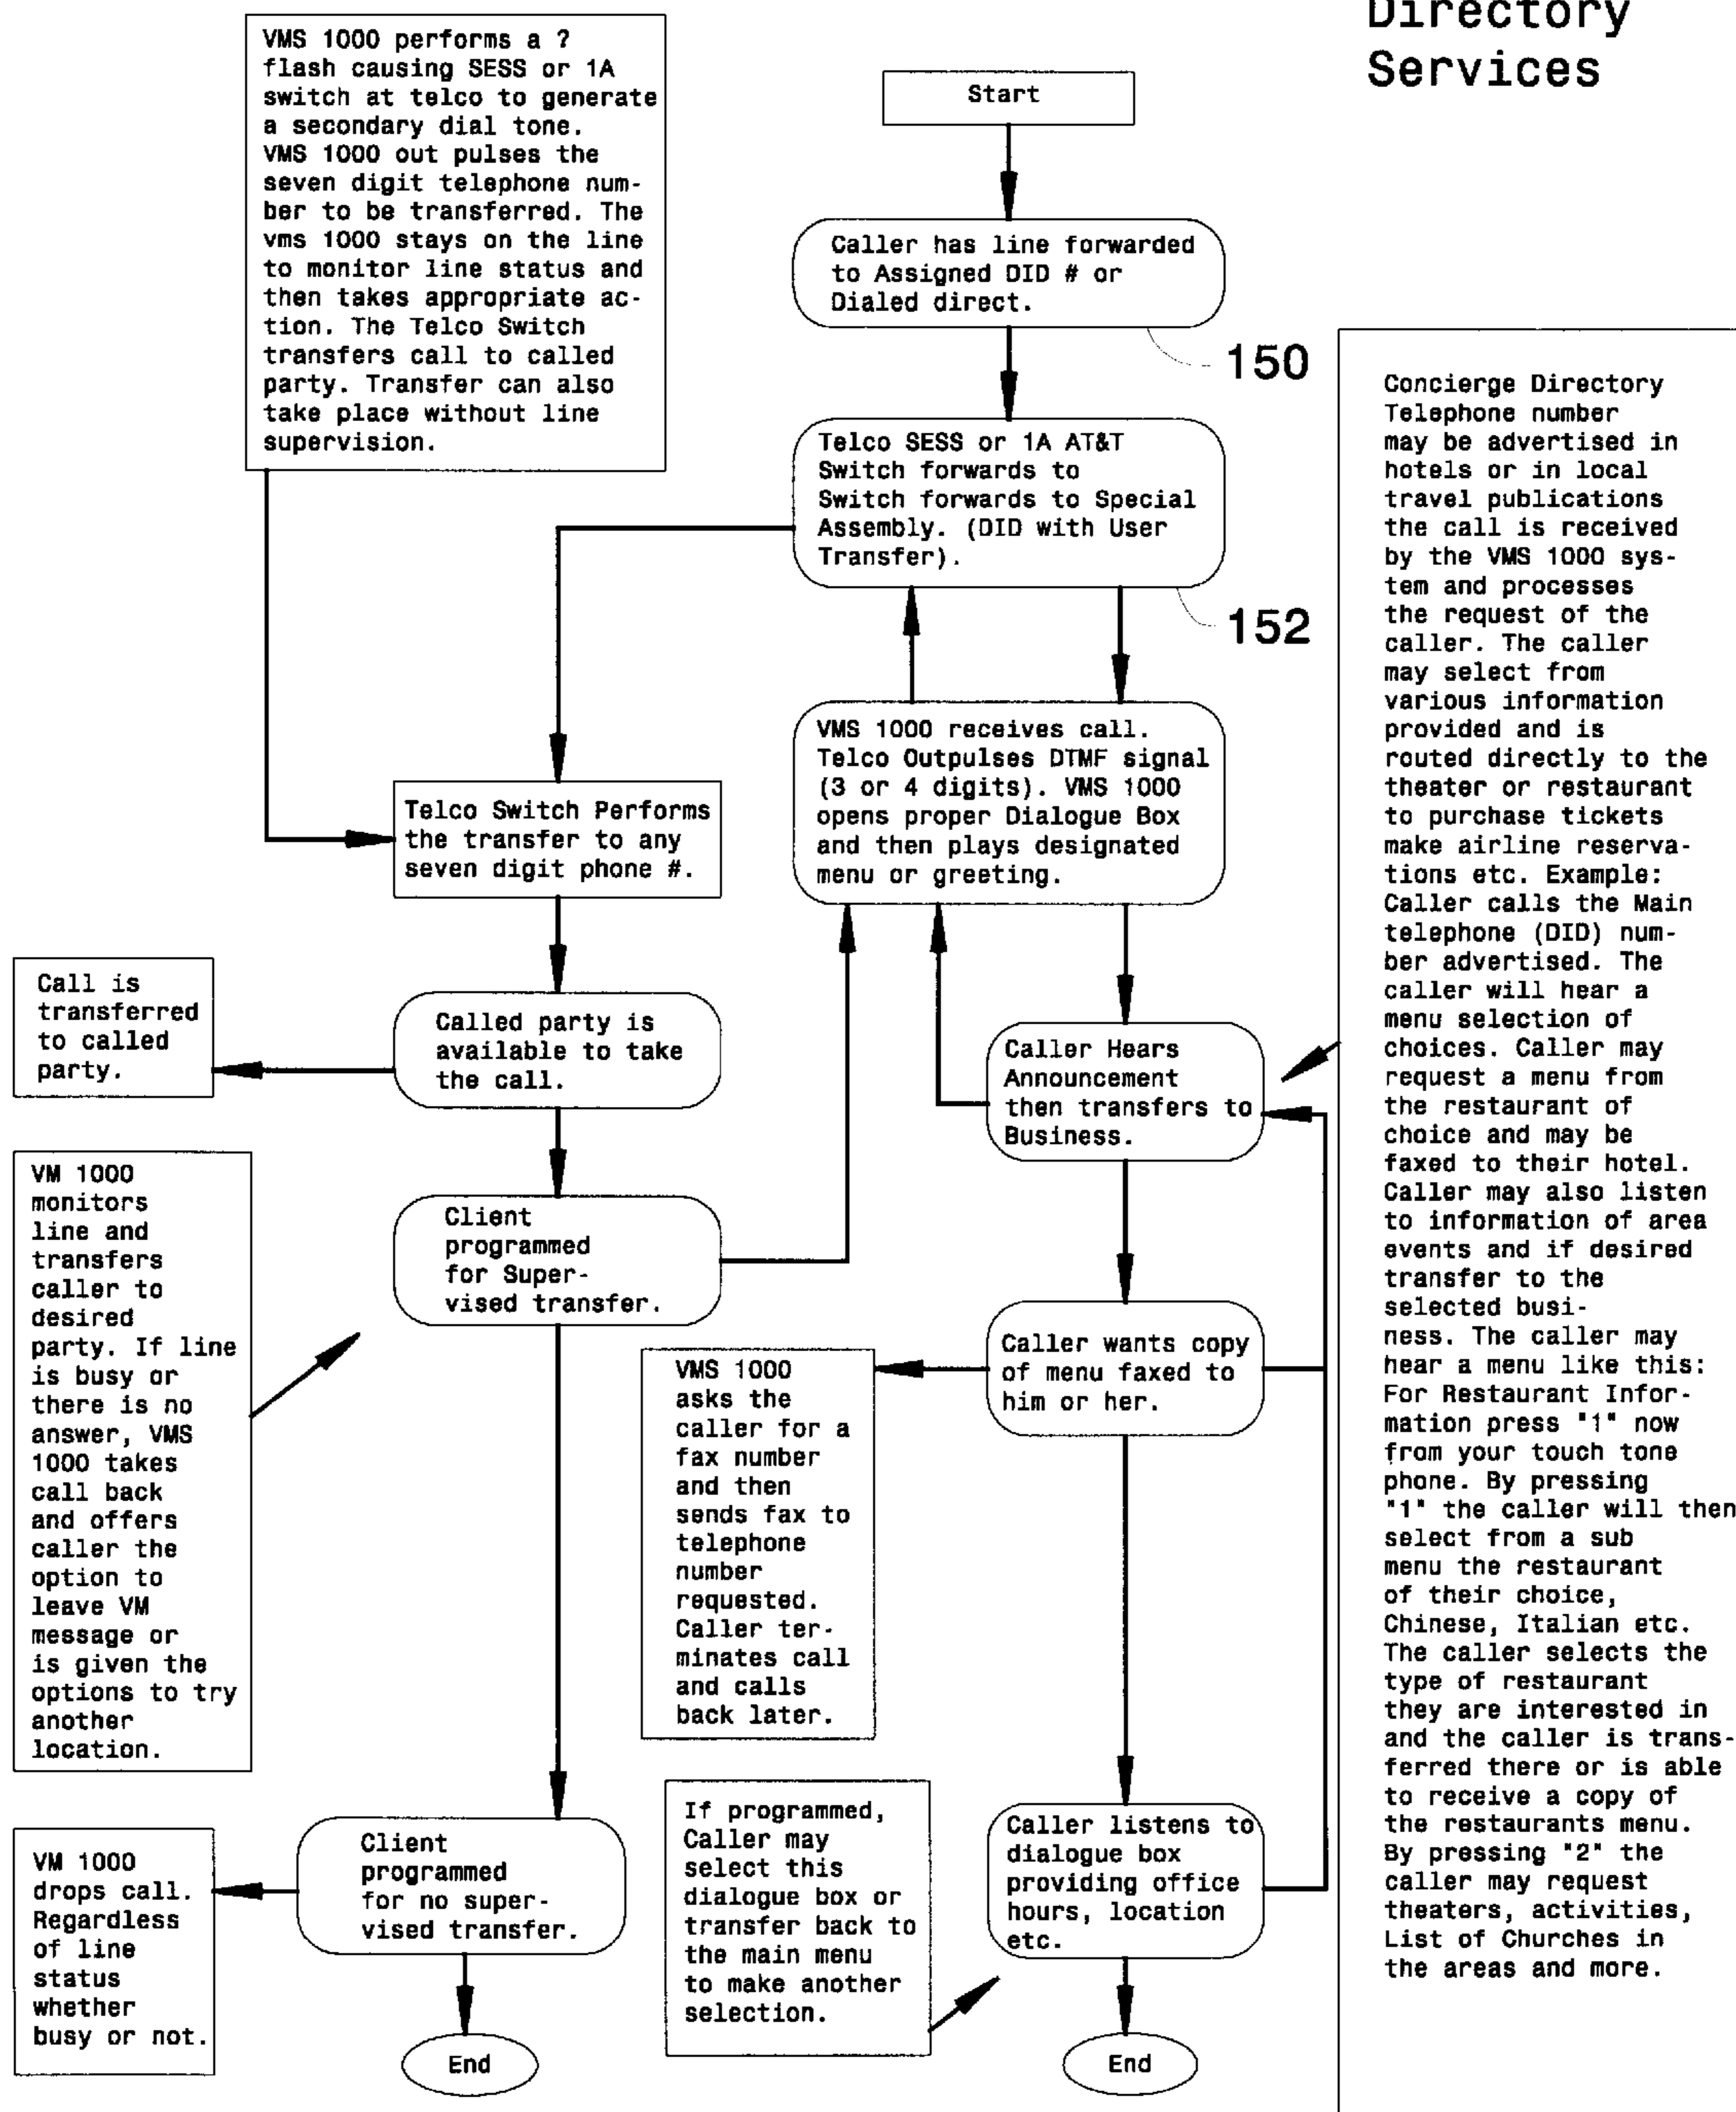 Directory
Services
VMS 1000 performs a ?
flash causing SESS or 1A
switch at telco to generate
a secondary dial tone.
VMS 1000 out pulses the
seven digit telephone num-
ber to be transferred. The
vms 1000 stays on the line
to monitor line status and
then takes appropriate ac-
tion. The Telco Switch
transfers call to called
party. Transfer can also
take place without line
supervision.
Start
Caller has line forwarded
to Assigned DID # or
Dialed direct.
150
Telco SESS or 1A AT&T
Switch forwards to
Switch forwards to Special
Assembly. (DID with User
Transfer).
152
VMS 1000 receives call.
Telco Outpulses DTMF signal
(3 or 4 digits). VMS 1000
opens proper Dialogue Box
and then plays designated
menu or greeting.
Telco Switch Performs
the transfer to any
seven digit phone #.
Call is
transferred
to called
party.
Called party is
available to take
the call.
Caller Hears
Announcement
then transfers to
Business.
VM 1000
monitors
line and
transfers
caller to
desired
party. If line
is busy or
there is no
answer, VMS
1000 takes
call back
and offers
caller the
option to
leave VM
message or
is given the
options to try
another
location.
Client
programmed
for Super-
vised transfer.
Caller wants copy
of menu faxed to
him or her.
VMS 1000
asks the
caller for a
fax number
and then
sends fax to
telephone
number
requested.
Caller ter-
minates call
and calls
back later.
VM 1000
drops call.
Regardless
of line
status
whether
busy or not.
Client
programmed
for no super-
vised transfer.
End
If programmed,
Caller may
select this
dialogue box or
transfer back to
the main menu
to make another
selection.
Caller listens to
dialogue box
providing office
hours, location
etc.
End
Concierge Directory
Telephone number
may be advertised in
hotels or in local
travel publications
the call is received
by the VMS 1000 sys-
tem and processes
the request of the
caller. The caller
may select from
various information
provided and is
routed directly to the
theater or restaurant
to purchase tickets
make airline reserva-
tions etc. Example:
Caller calls the Main
telephone (DID) num-
ber advertised. The
caller will hear a
menu selection of
choices. Caller may
request a menu from
the restaurant of
choice and may be
faxed to their hotel.
Caller may also listen
to information of area
events and if desired
transfer to the
selected busi-
ness. The caller may
hear a menu like this:
For Restaurant Infor-
mation press "1" now
from your touch tone
phone. By pressing
"1" the caller will then
select from a sub
menu the restaurant
of their choice,
Chinese, Italian etc.
The caller selects the
type of restaurant
they are interested in
and the caller is trans-
ferred there or is able
to receive a copy of
the restaurants menu.
By pressing "2" the
caller may request
theaters, activities,
List of Churches in
the areas and more.